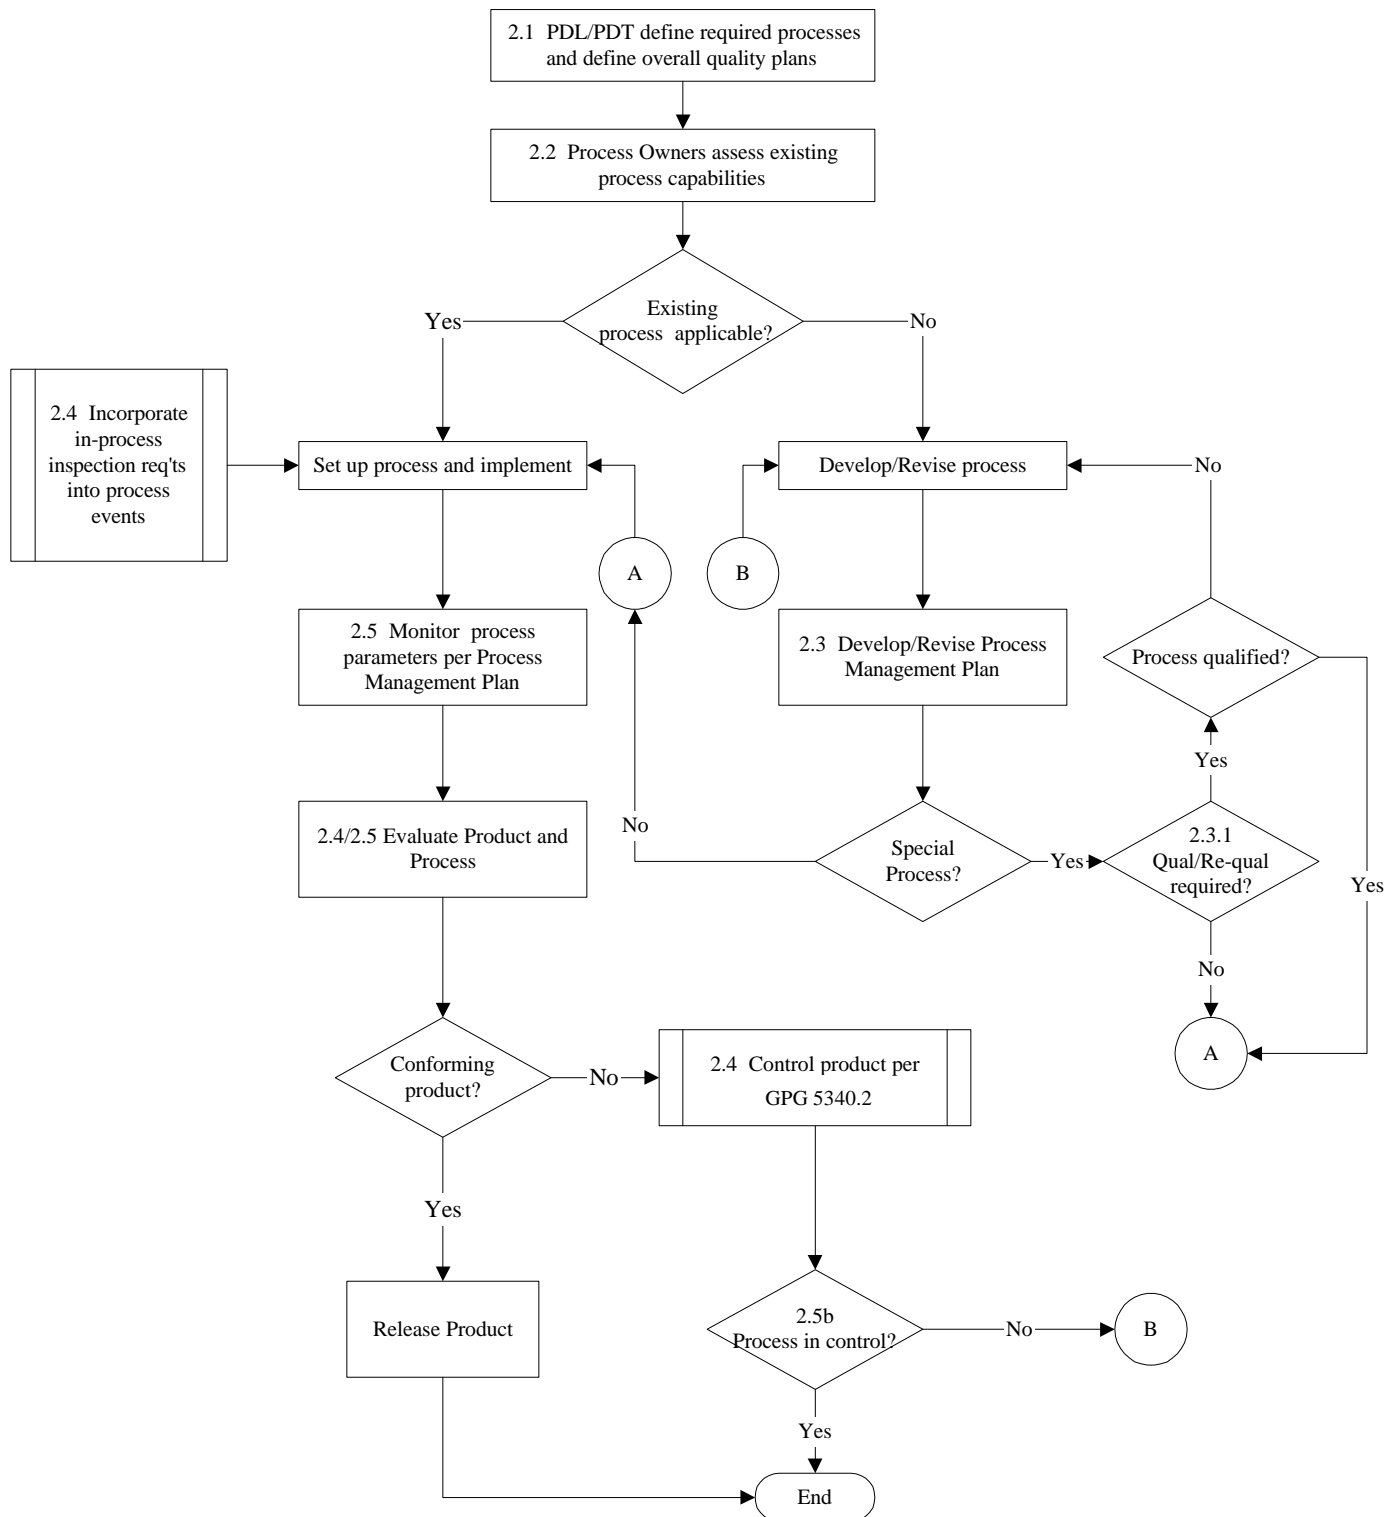 2.1 PDL/PDT define required processes
and define overall quality plans
2.2 Process Owners assess existing
process capabilities
Existing
process applicable?
Yes
No
2.4 Incorporate
in-process
inspection req'ts
into process
events
Set up process and implement
Develop/Revise process
No
A
B
2.5 Monitor process
parameters per Process
Management Plan
2.3 Develop/Revise Process
Management Plan
Process qualified?
Yes
2.4/2.5 Evaluate Product and
Process
No
Special
Process?
Yes
2.3.1
Qual/Re-qual
required?
Yes
No
Conforming
product?
No
2.4 Control product per
GPG 5340.2
A
Yes
Release Product
2.5b
Process in control?
No
B
Yes
End